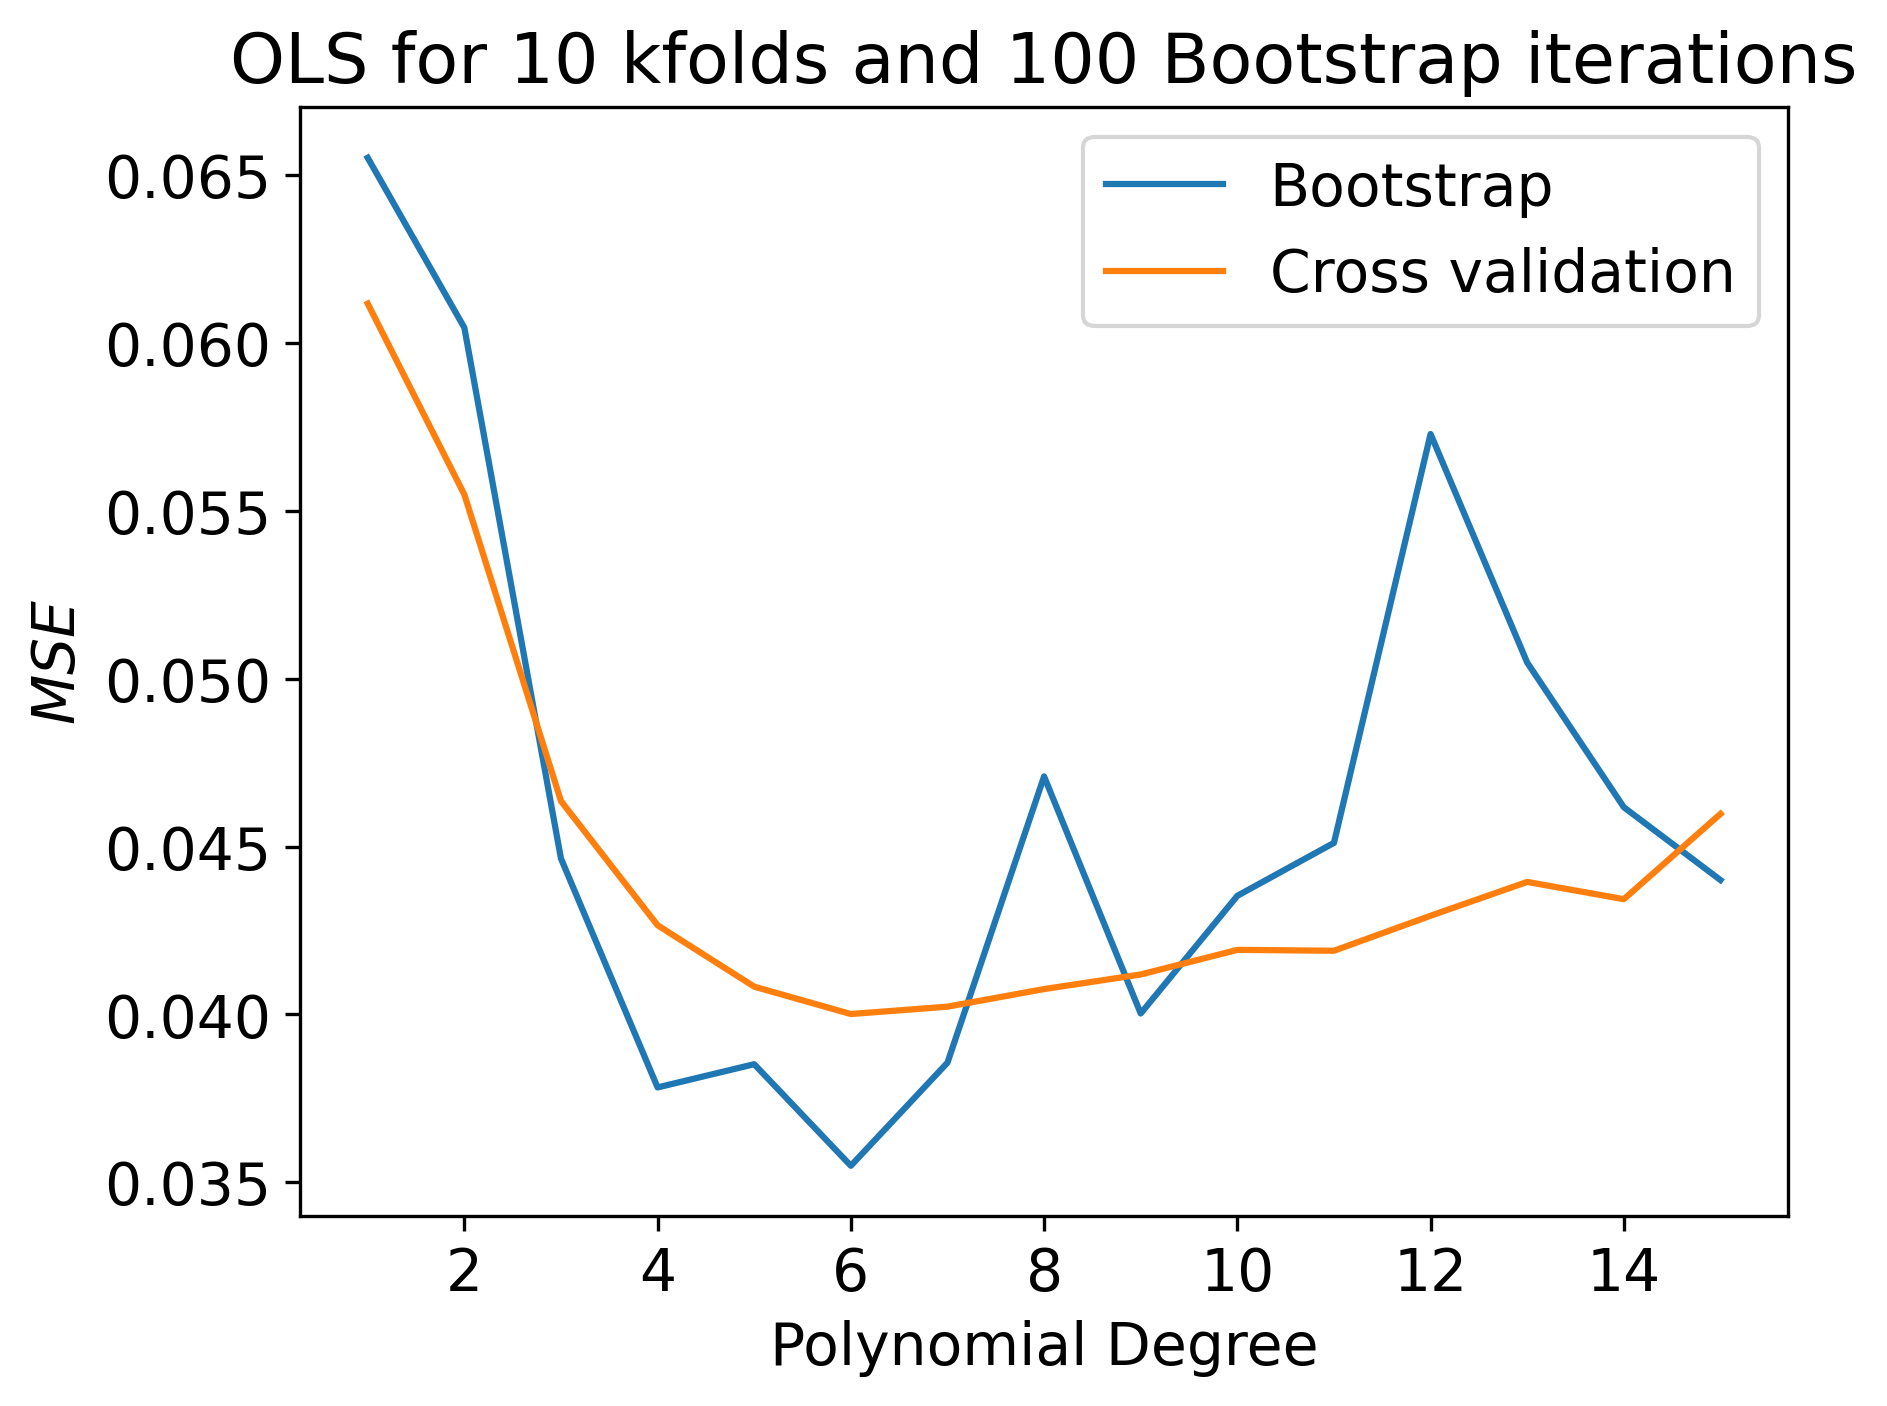 OLS for 10 kfolds and 100 Bootstrap iterations
Bootstrap
Cross validation
0.065
0.060
0.055
0.050
0.045
0.040
0.035
MSE
2 4 6 8 10 12 14
Polynomial Degree